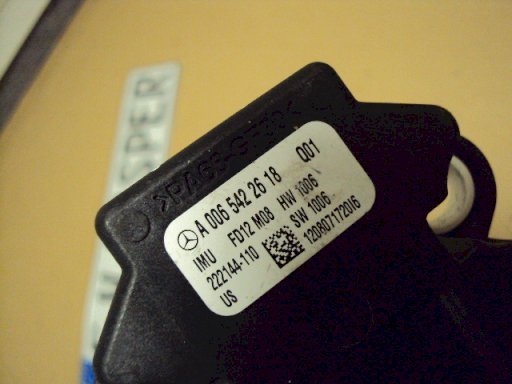 A 006 542 26 18 Q01
IMU FD12 M08 HW 1006
222144-110 SW 1006
US 120807172016
SPER